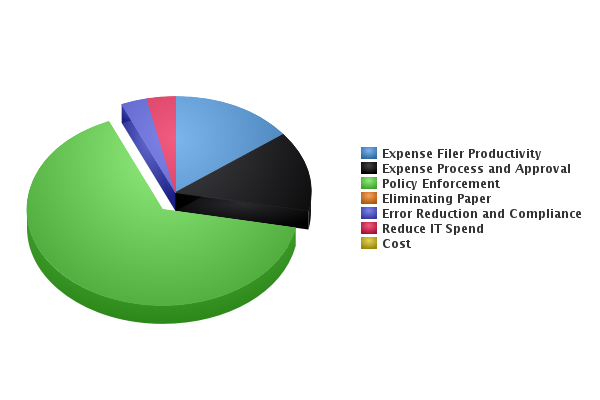 Expense Filer Productivity
Expense Process and Approval
Policy Enforcement
Eliminating Paper
Error Reduction and Compliance
Reduce IT Spend
Cost